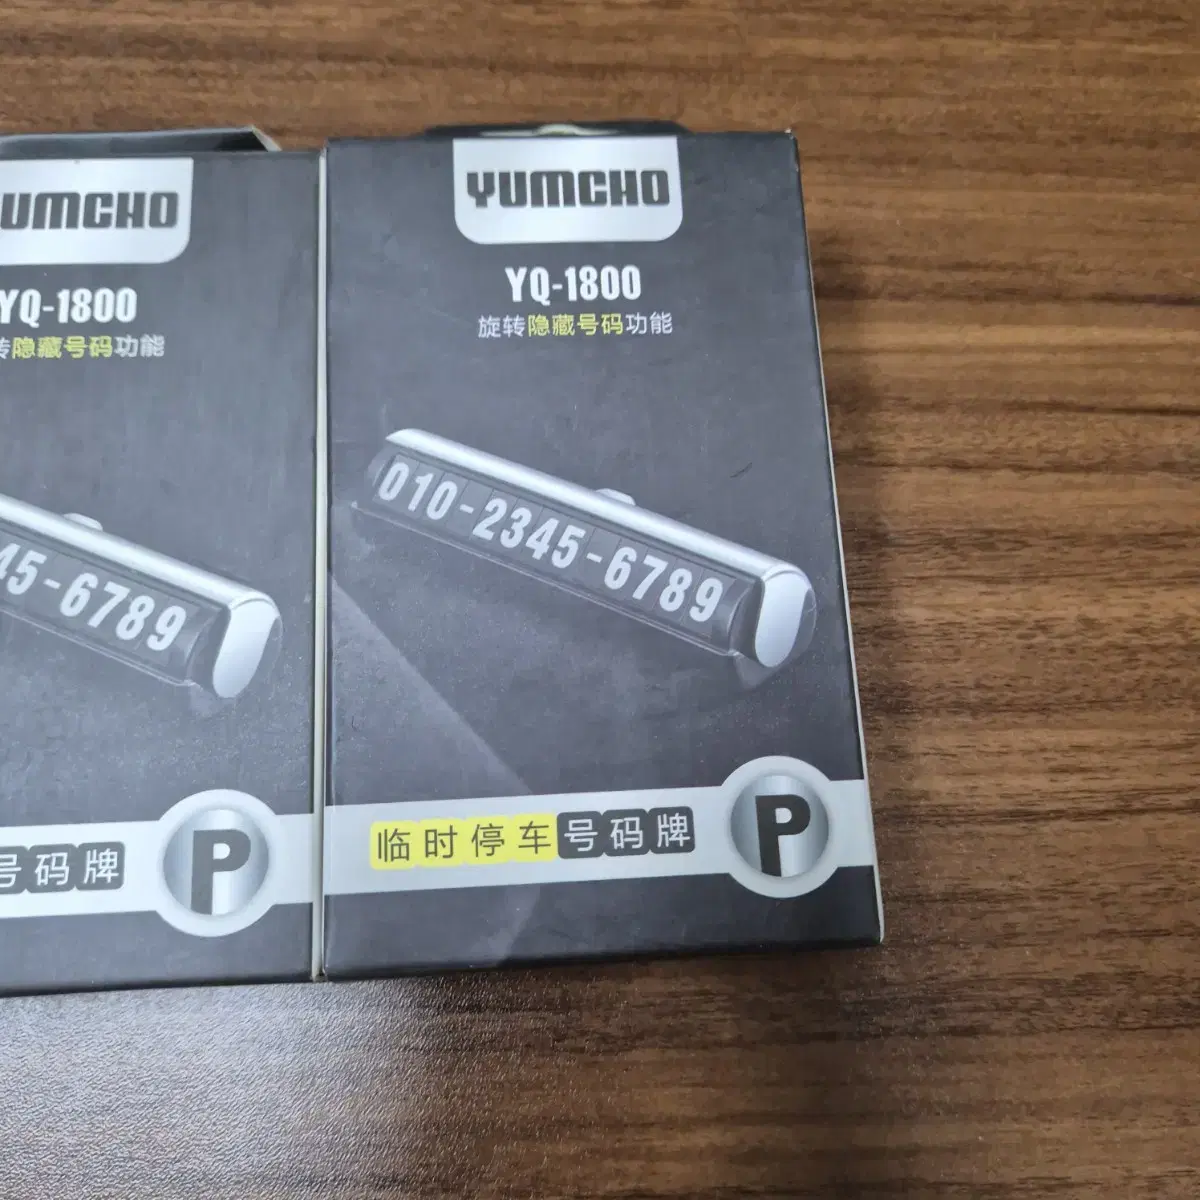 UMCHO
YQ-1800
转隐藏号码功能
45-6789
号码牌
P
YUMCHO
YQ-1800
旋转隐藏号码功能
010-2345-6789
临时停车号码牌
P